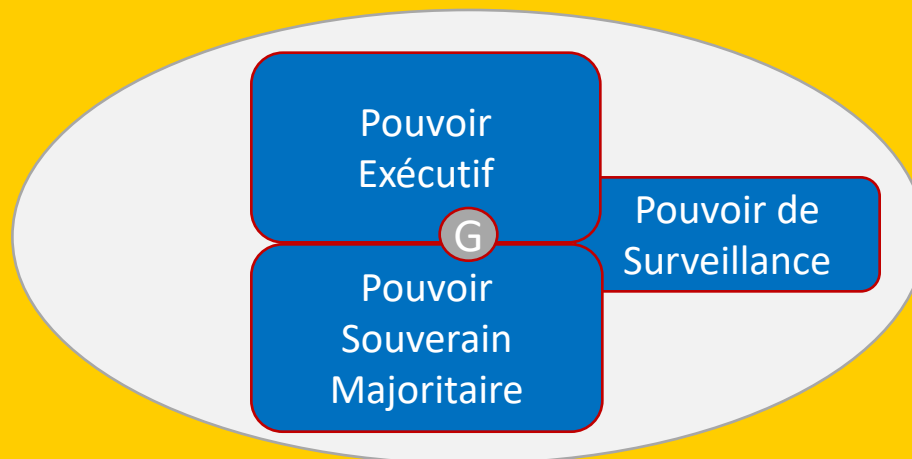 Pouvoir
Exécutif
G
Pouvoir
Souverain
Majoritaire
Pouvoir de
Surveillance